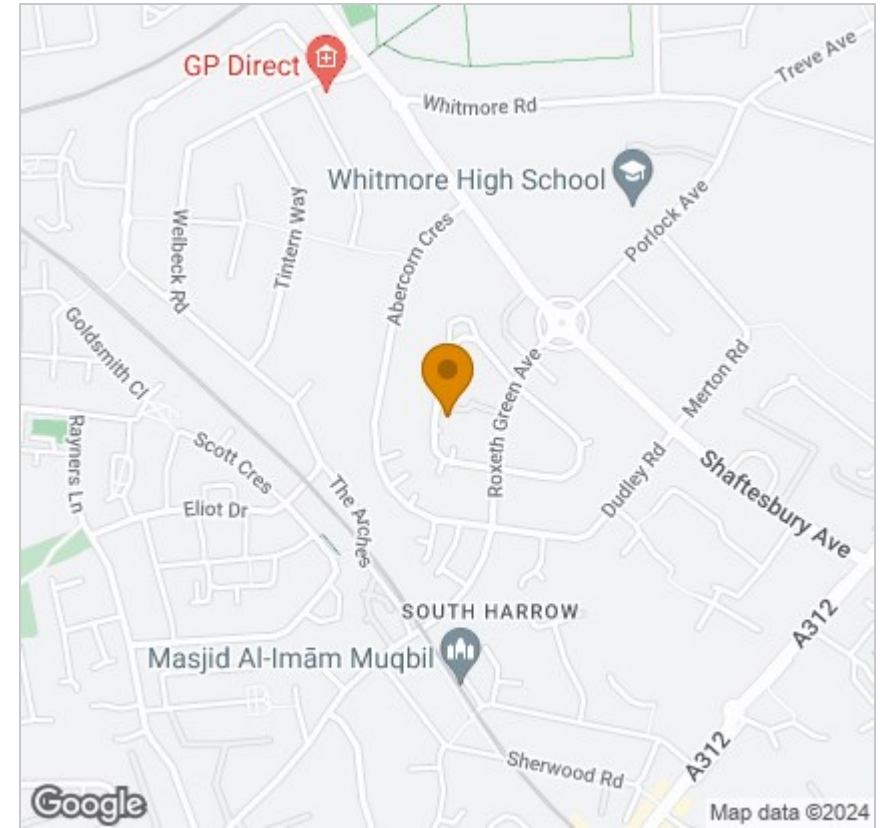 GP Direct
Treve Ave
Whitmore Rd
Whitmore High School
Porlock Ave
Tintern Way
Welbeck Rd
Abercorn Cres
Goldsmith Cl
Roxeth Green Ave
Merton Rd
Rayners Ln
Scott Cres
Dudley Rd
Shaftesbury Ave
The Arches
Eliot Dr
SOUTH HARROW
A312
Masjid Al-Imām Muqbil
A312
Sherwood Rd
Google
Map data ©2024